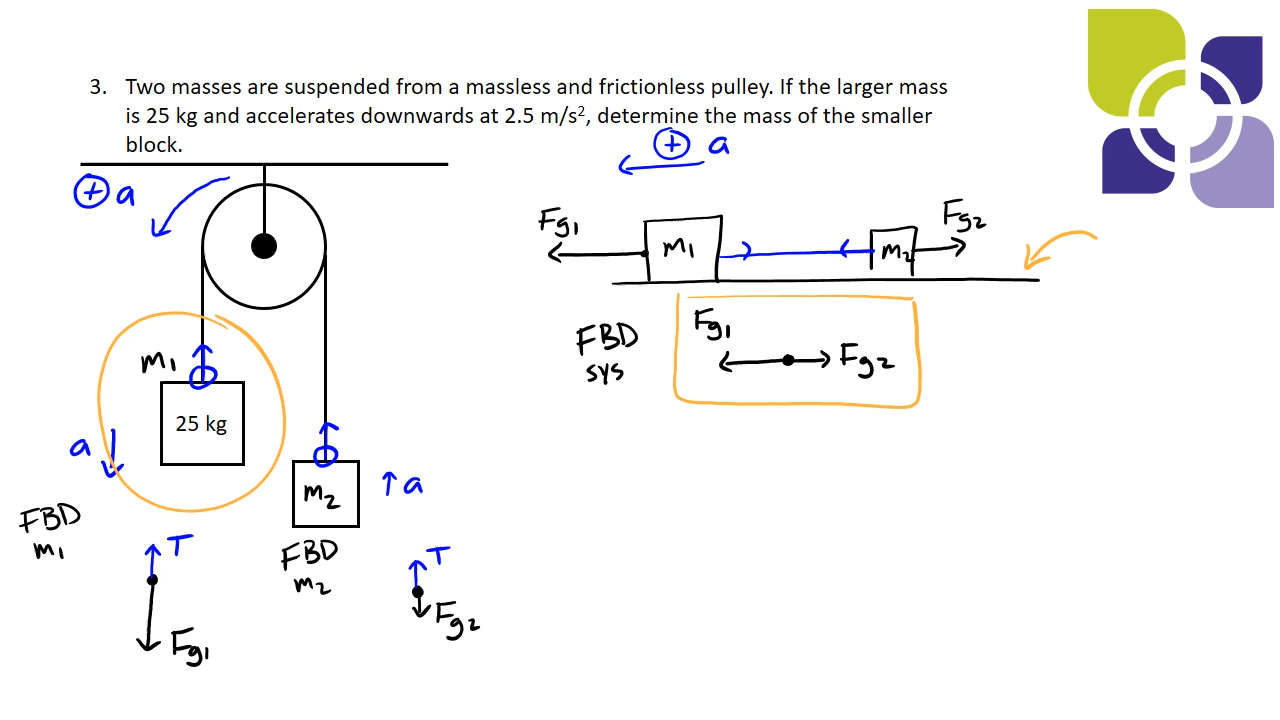 3. Two masses are suspended from a massless and frictionless pulley. If the larger mass
is 25 kg and accelerates downwards at 2.5 m/s², determine the mass of the smaller
block.
+ a
+ a
Fg1
m1
m2
Fg2
FBD
sys
Fg1
Fg2
m1
25 kg
a
m2
a
FBD
m1
T
Fg1
FBD
m2
T
Fg2